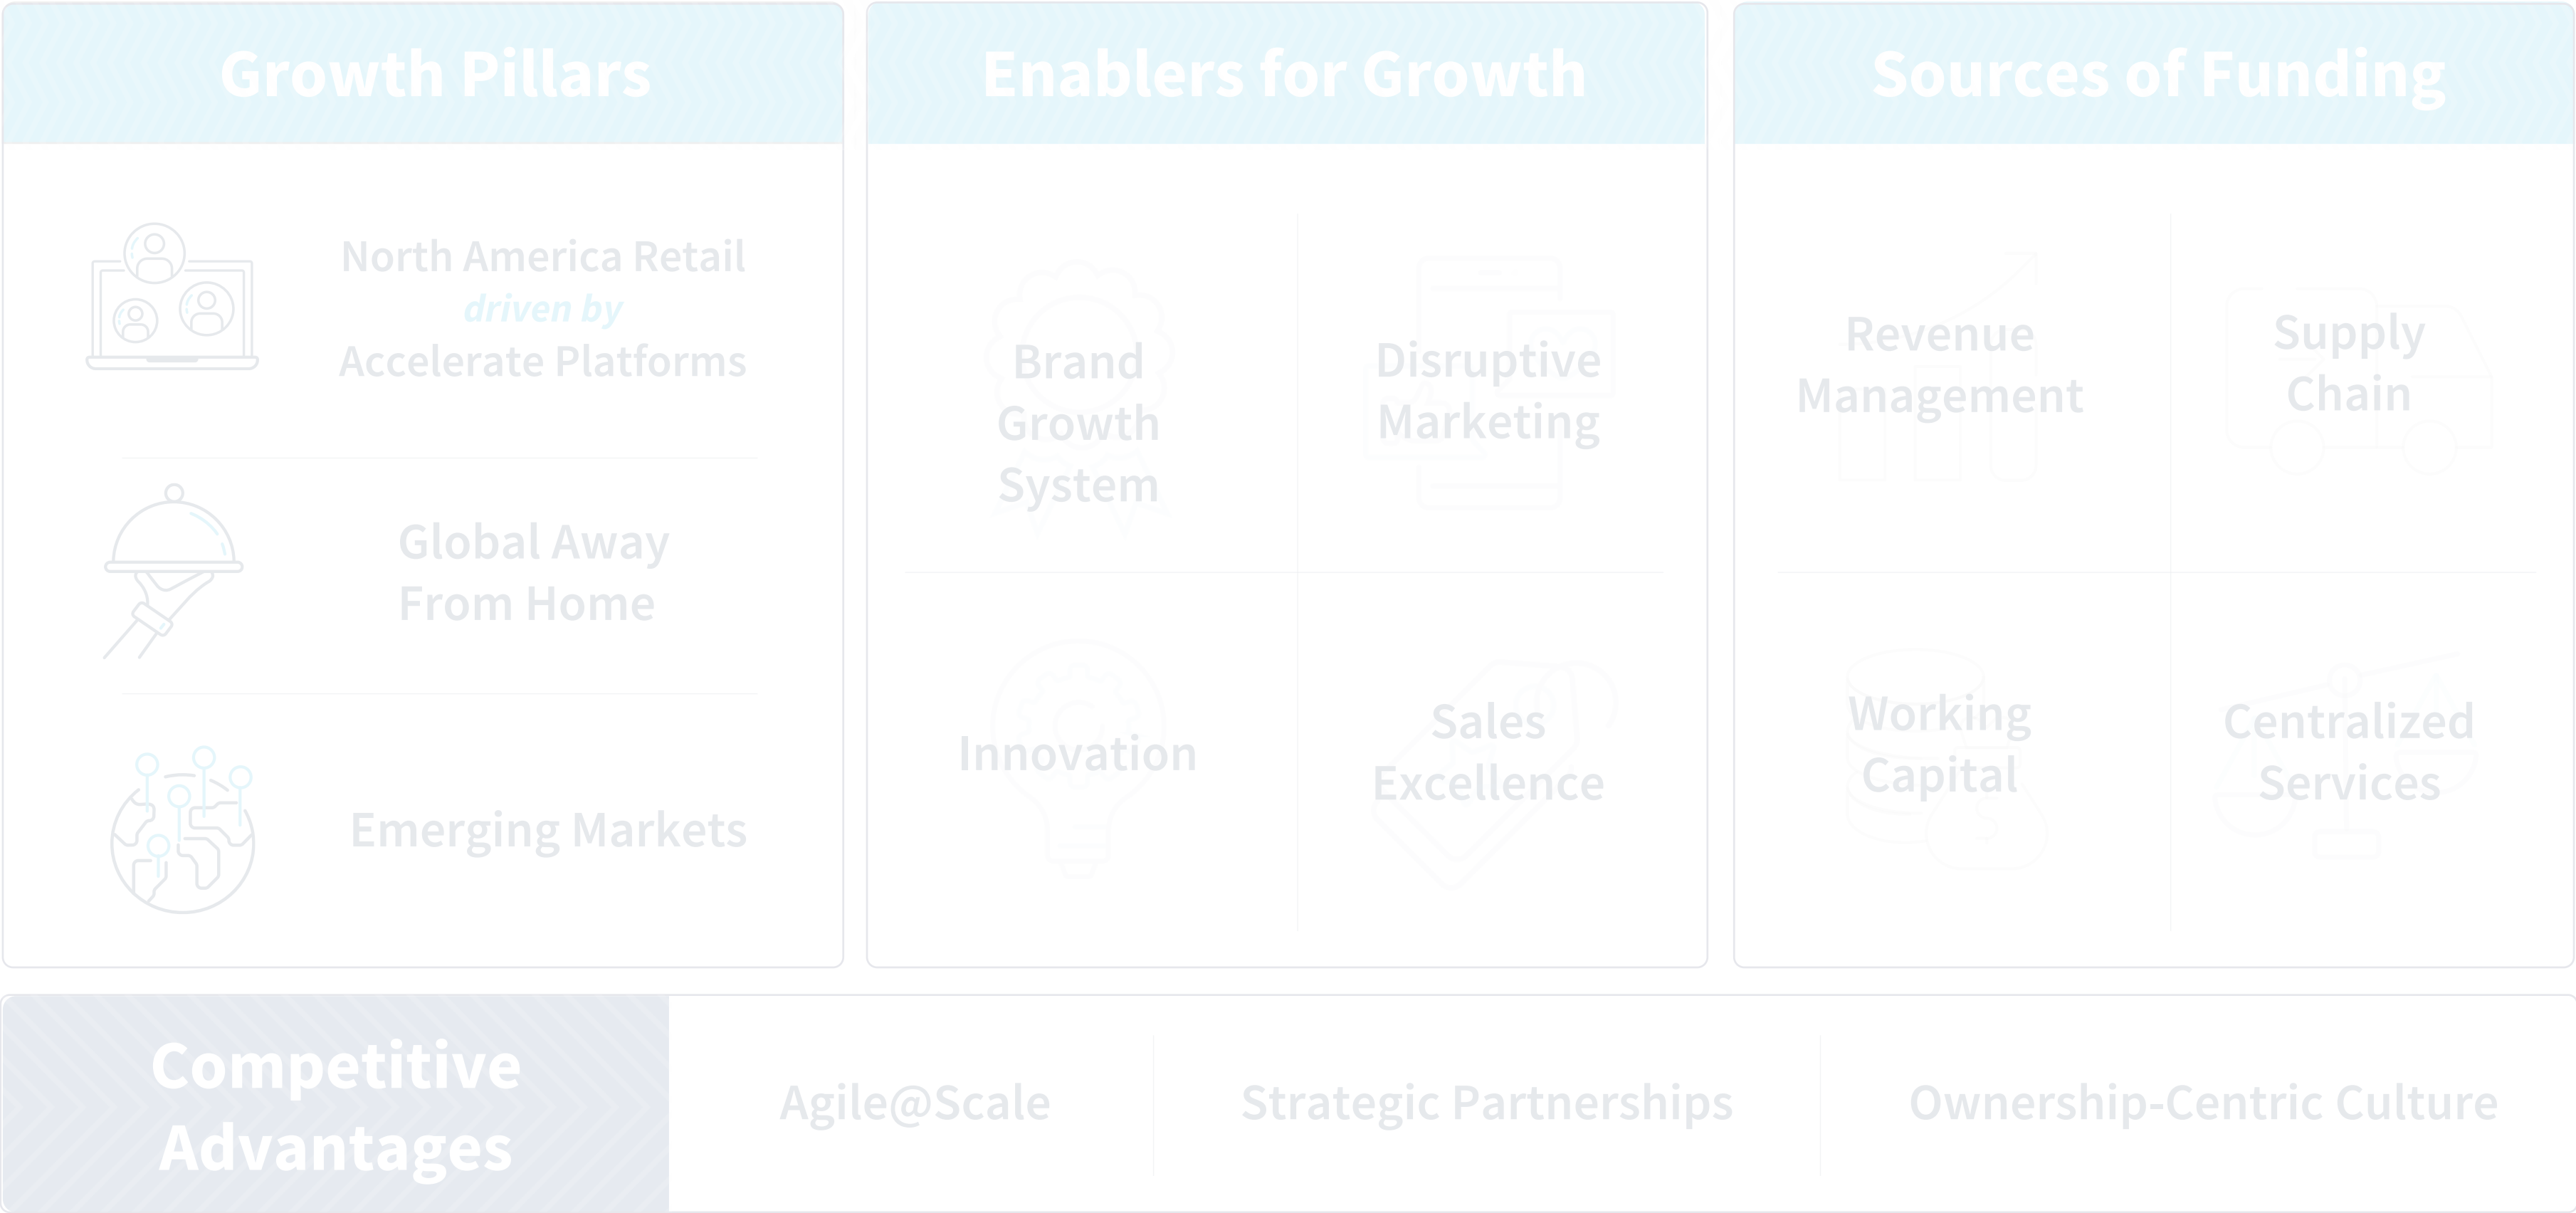 Growth Pillars
North America Retail
driven by
Accelerate Platforms
Global Away
From Home
Emerging Markets
Enablers for Growth
Brand
Growth
System
Disruptive
Marketing
Innovation
Sales
Excellence
Sources of Funding
Revenue
Management
Supply
Chain
Working
Capital
$
Centralized
Services
Competitive
Advantages
Agile@Scale
Strategic Partnerships
Ownership-Centric Culture